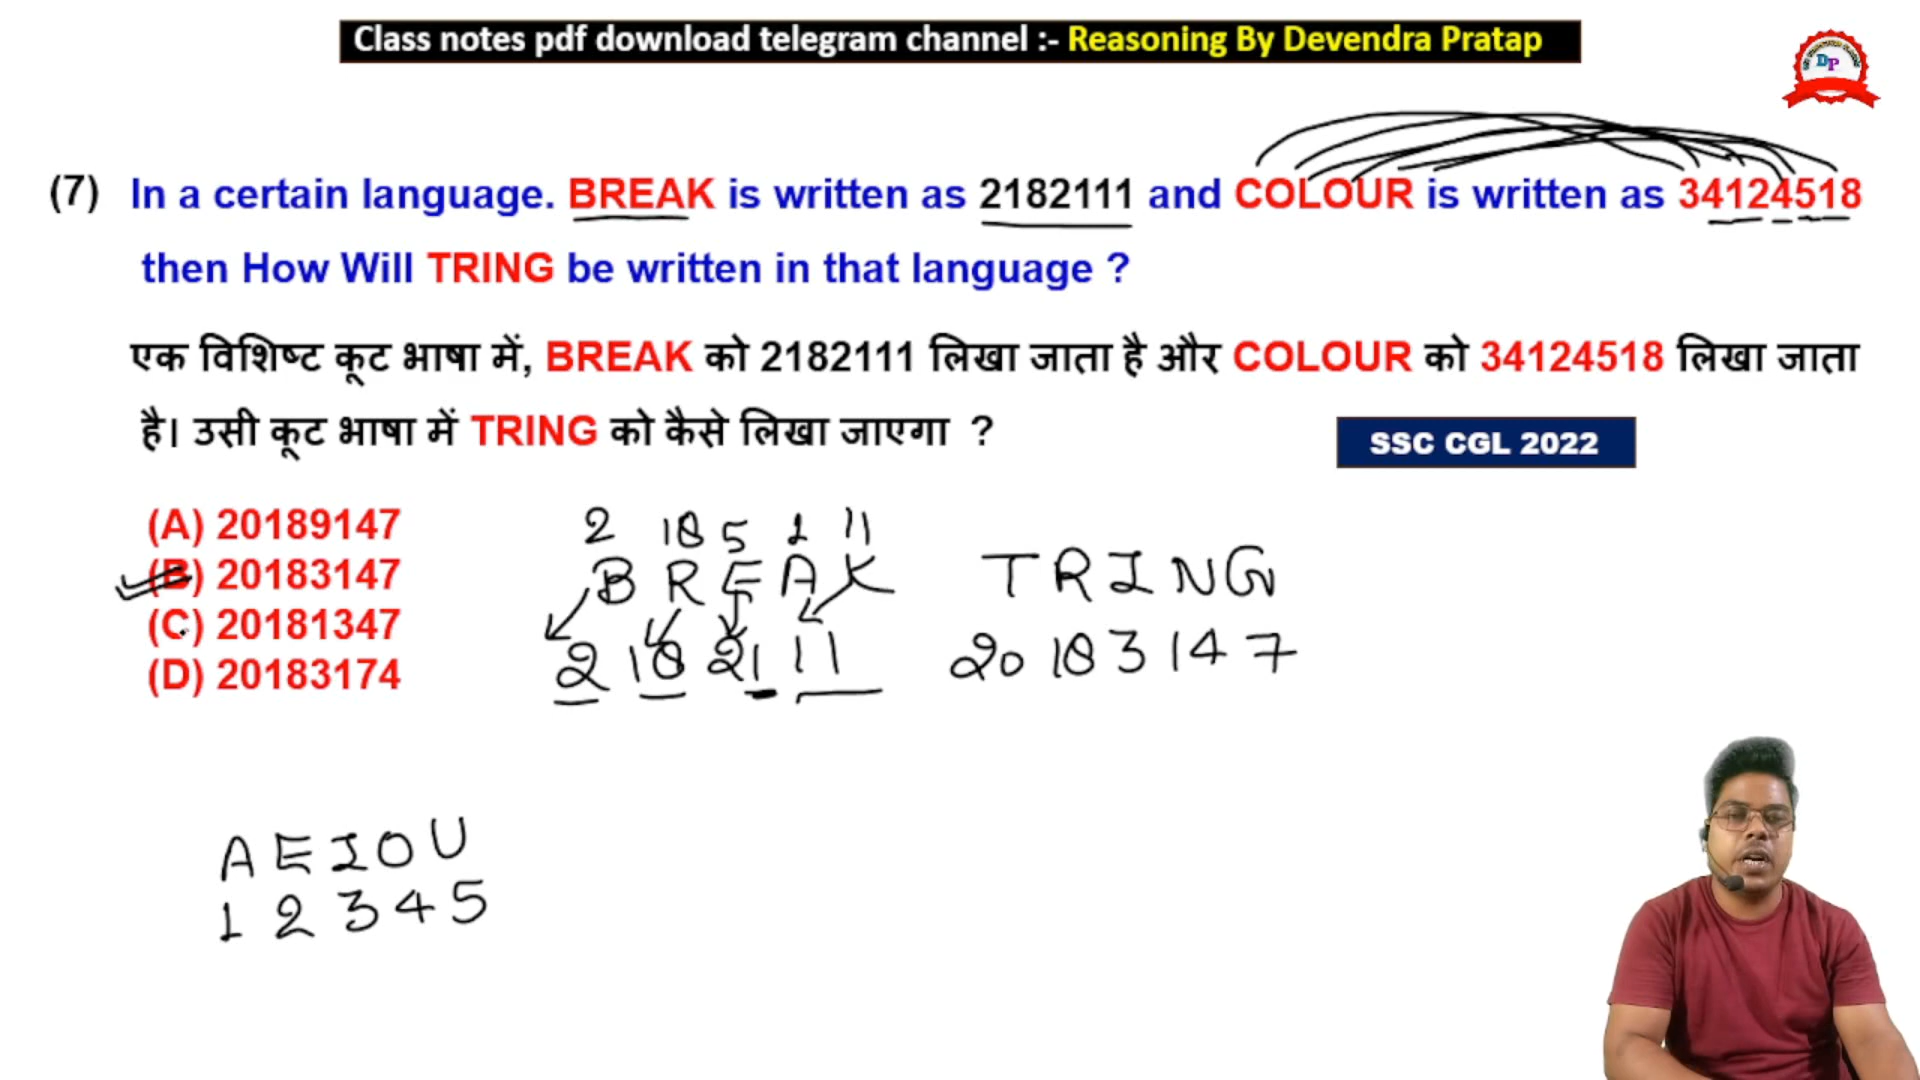 Class notes pdf download telegram channel :- Reasoning By Devendra Pratap
DP
(7) In a certain language. BREAK is written as 2182111 and COLOUR is written as 34124518
then How Will TRING be written in that language ?
एक विशिष्ट कूट भाषा में, BREAK को 2182111 लिखा जाता है और COLOUR को 34124518 लिखा जाता
है। उसी कूट भाषा में TRING को कैसे लिखा जाएगा ?
SSC CGL 2022
(A) 20189147
(B) 20183147
(C) 20181347
(D) 20183174
2 18 5 1 11
B R E A K
2 18 21 11
T R I N G
20 18 3 14 7
A E I O U
1 2 3 4 5